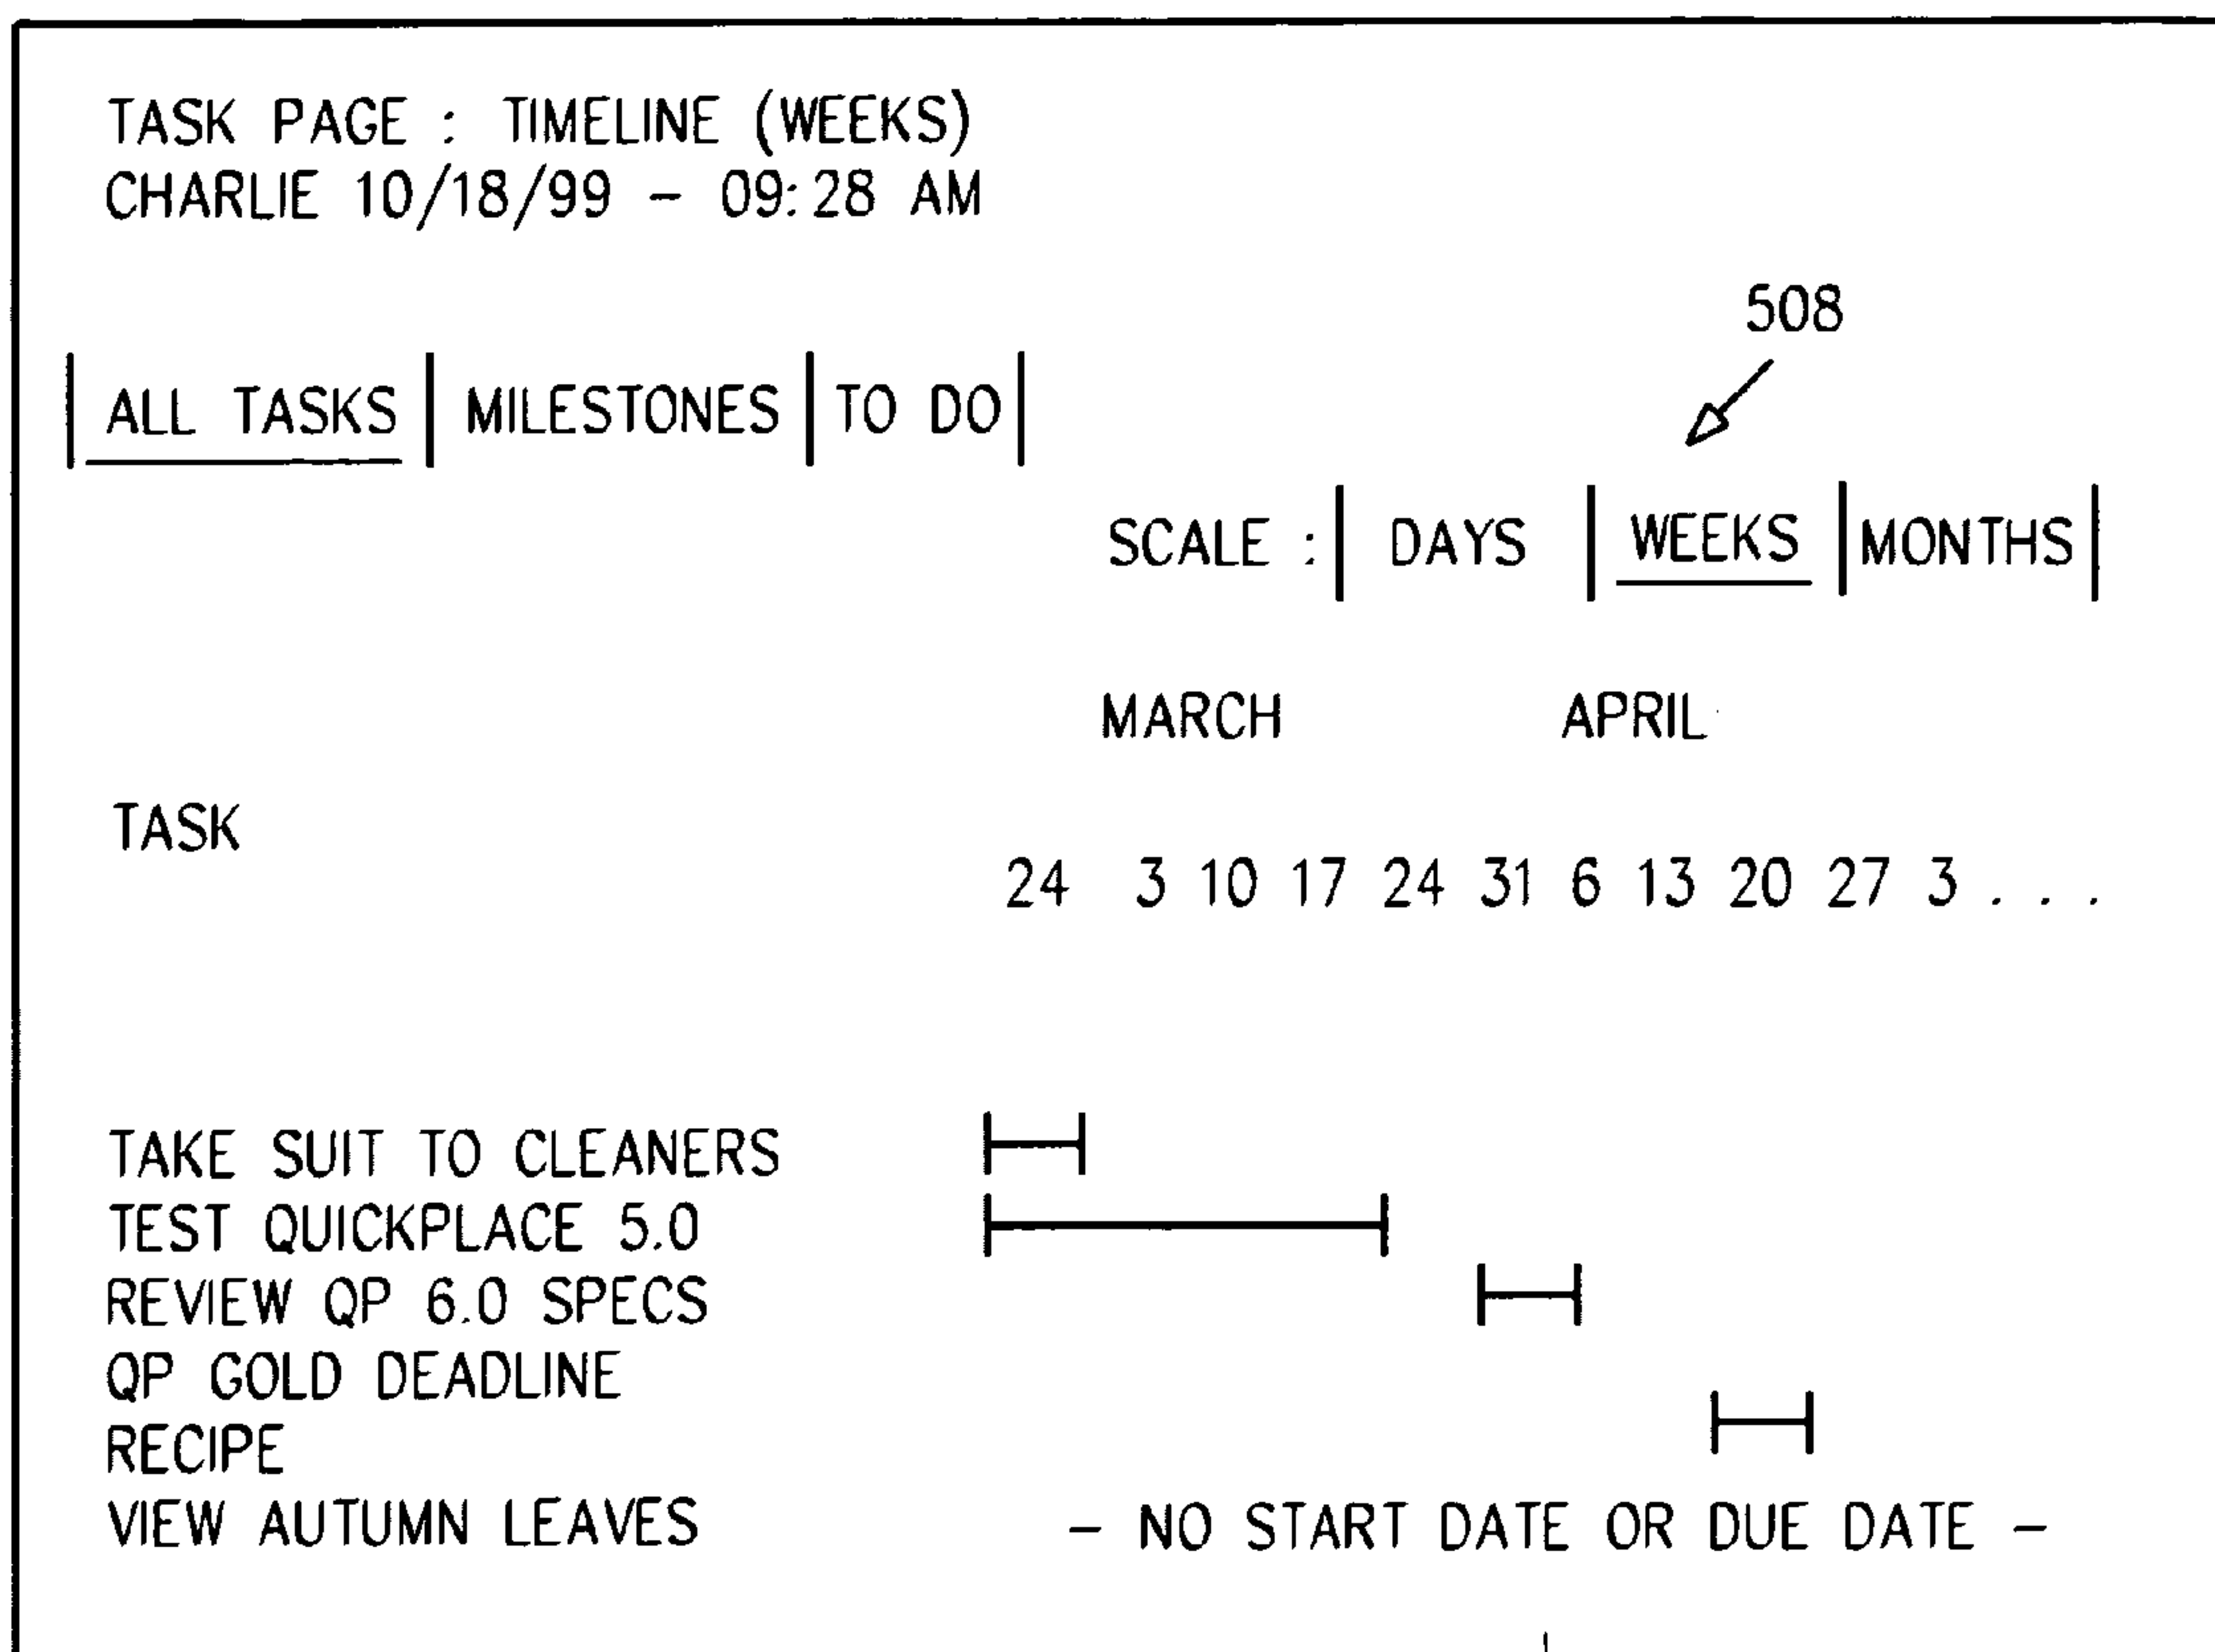 TASK PAGE : TIMELINE (WEEKS)
CHARLIE 10/18/99 - 09:28 AM
508
ALL TASKS | MILESTONES | TO DO
SCALE : | DAYS | WEEKS | MONTHS
MARCH APRIL
TASK
24 3 10 17 24 31 6 13 20 27 3 . . .
TAKE SUIT TO CLEANERS
TEST QUICKPLACE 5.0
REVIEW QP 6.0 SPECS
QP GOLD DEADLINE
RECIPE
VIEW AUTUMN LEAVES - NO START DATE OR DUE DATE -